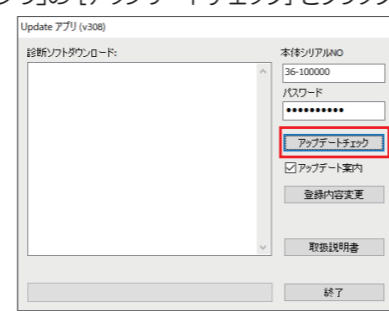 Update アプリ (v308)
診断ソフトダウンロード:
本体シリアルNO
36-100000
パスワード
••••••••••
アップデートチェック
アップデート案内
登録内容変更
取扱説明書
終了